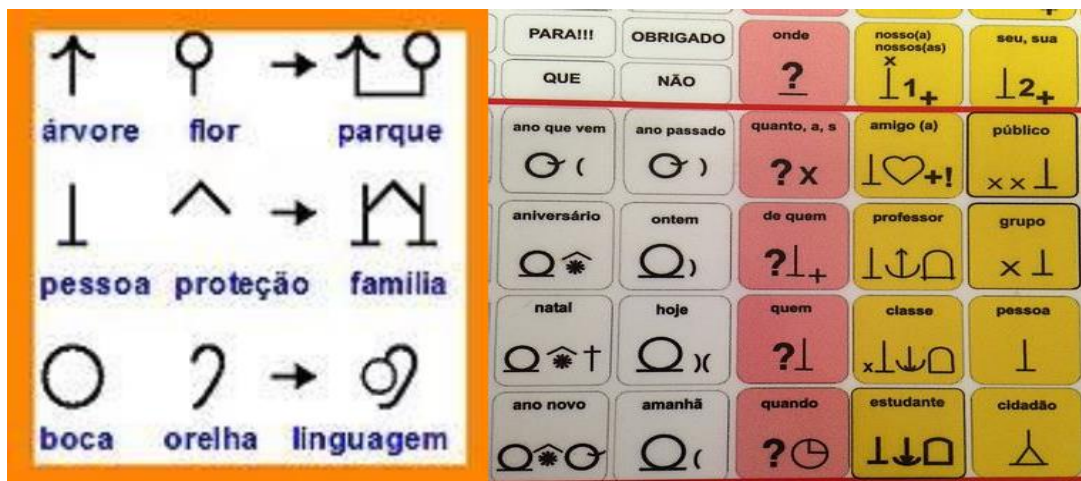 árvore flor parque
pessoa proteção família
boca orelha linguagem
PARA!!! OBRIGADO onde nosso(a) seu, sua
nossos(as)
QUE NÃO
ano que vem ano passado quanto, a, s amigo (a) público
aniversário ontem de quem professor grupo
natal hoje quem classe pessoa
ano novo amanhã quando estudante cidadão